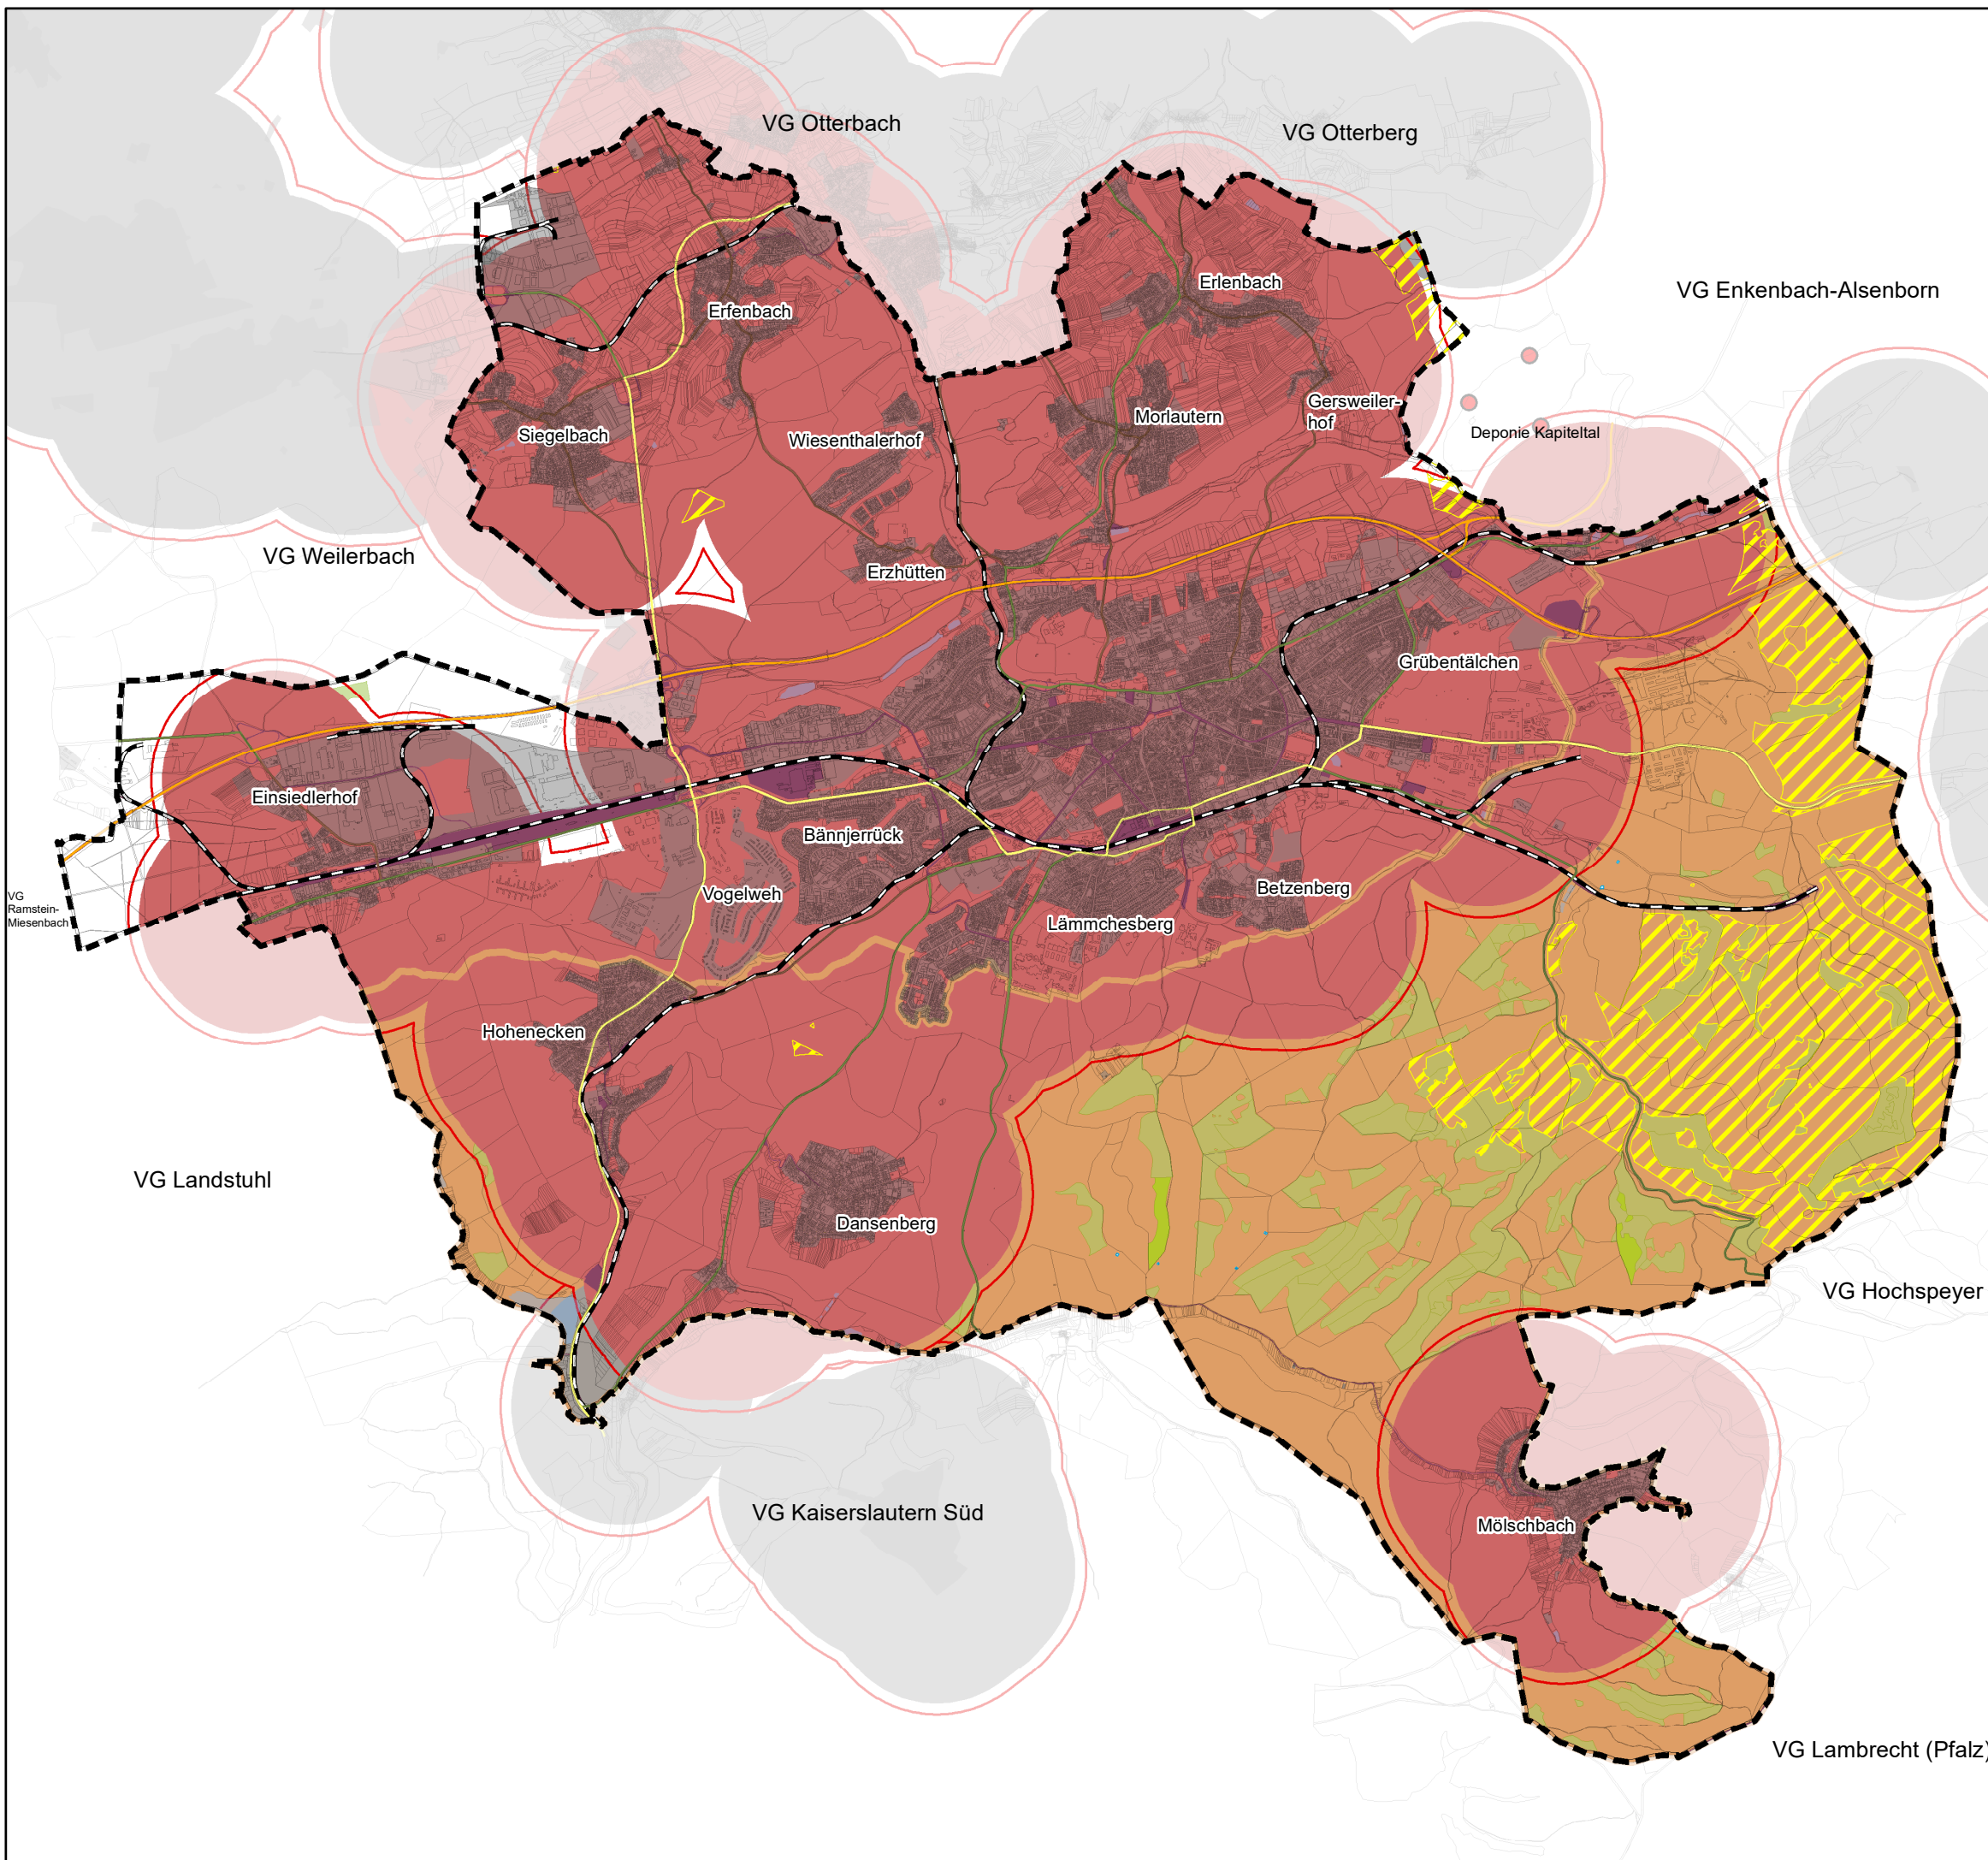 VG Otterbach
VG Otterberg
VG Enkenbach-Alsenborn
Erlenbach
Erfenbach
Gersweiler-
hof
Morlautern
Siegelbach
Wiesenthalerhof
Deponie Kapiteltal
VG Weilerbach
Erzhütten
Grübentälchen
Einsiedlerhof
Bännjerrück
Vogelweh
Betzenberg
Lämmchesberg
VG
Ramstein-
Miesenbach
Hohenecken
VG Landstuhl
Dansenberg
VG Hochspeyer
VG Kaiserslautern Süd
Mölschbach
VG Lambrecht (Pfalz)